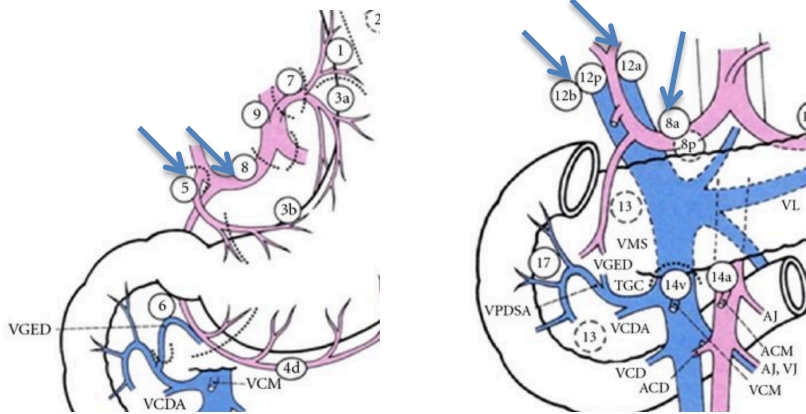 2
1
7
3a
9
8
5
3b
6
VGED
4d
VCM
VCDA
12p
12a
12b
8a
8p
1
13
VL
VMS
17
VGED
TGC
14v
14a
VPDSA
VCDA
AJ
13
ACM
VCD
AJ, VJ
ACD
VCM